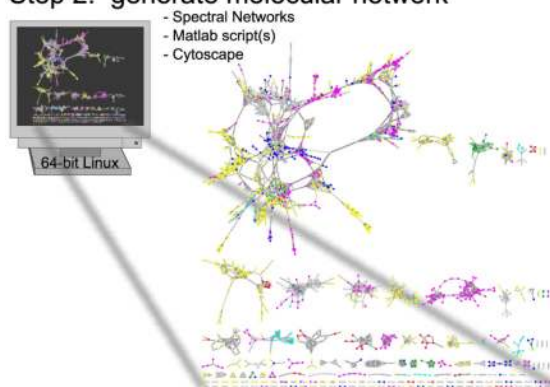 Step 2: generate molecular network
- Spectral Networks
- Matlab script(s)
- Cytoscape
64-bit Linux